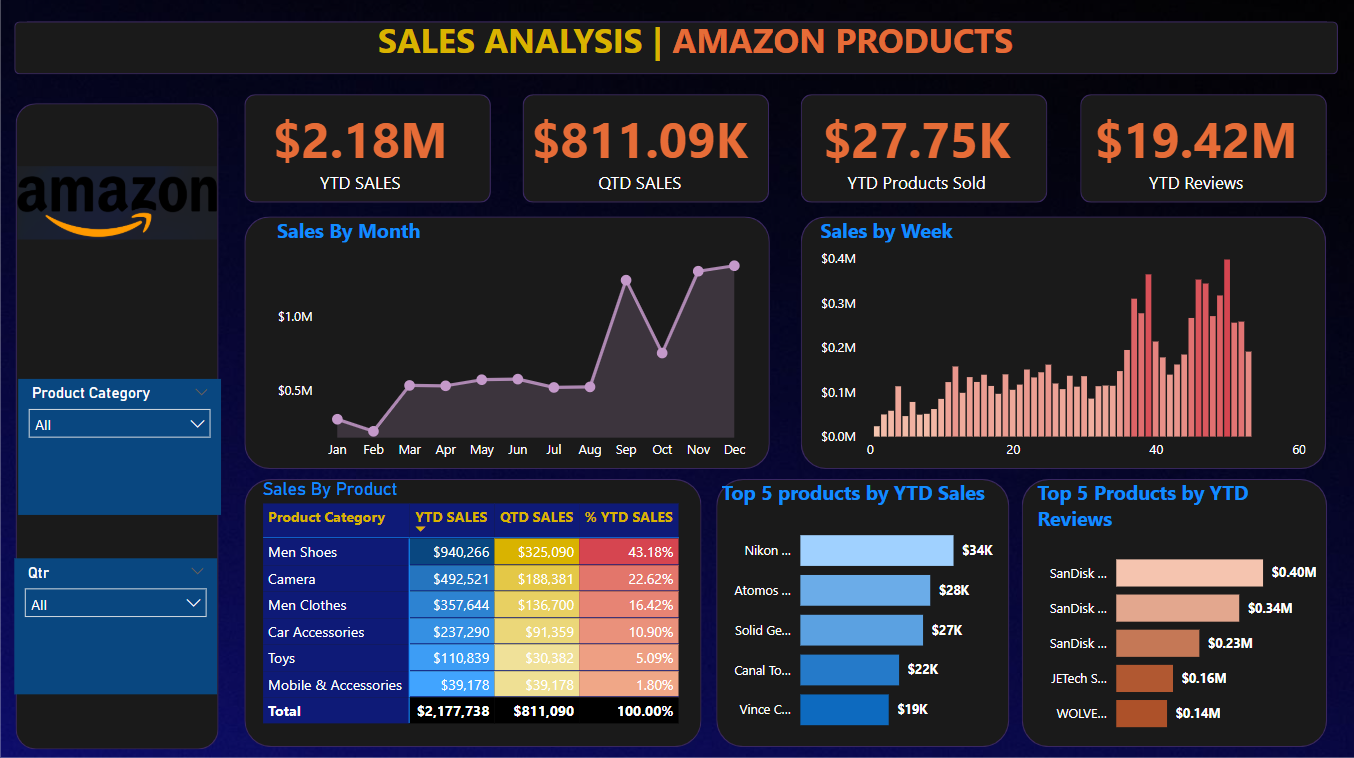 SALES ANALYSIS | AMAZON PRODUCTS
amazon
$2.18M
YTD SALES
$811.09K
QTD SALES
$27.75K
YTD Products Sold
$19.42M
YTD Reviews
Product Category
All
Qtr
All
Sales By Month
$1.0M
$0.5M
Jan Feb Mar Apr May Jun Jul Aug Sep Oct Nov Dec
Sales by Week
$0.4M
$0.3M
$0.2M
$0.1M
$0.0M
0 20 40 60
Sales By Product
Product Category YTD SALES QTD SALES % YTD SALES
Men Shoes $940,266 $325,090 43.18%
Camera $492,521 $188,381 22.62%
Men Clothes $357,644 $136,700 16.42%
Car Accessories $237,290 $91,359 10.90%
Toys $110,839 $30,382 5.09%
Mobile & Accessories $39,178 $39,178 1.80%
Total $2,177,738 $811,090 100.00%
Top 5 products by YTD Sales
Nikon ... $34K
Atomos ... $28K
Solid Ge... $27K
Canal To... $22K
Vince C... $19K
Top 5 Products by YTD
Reviews
SanDisk ... $0.40M
SanDisk ... $0.34M
SanDisk ... $0.23M
JETech S... $0.16M
WOLVE... $0.14M